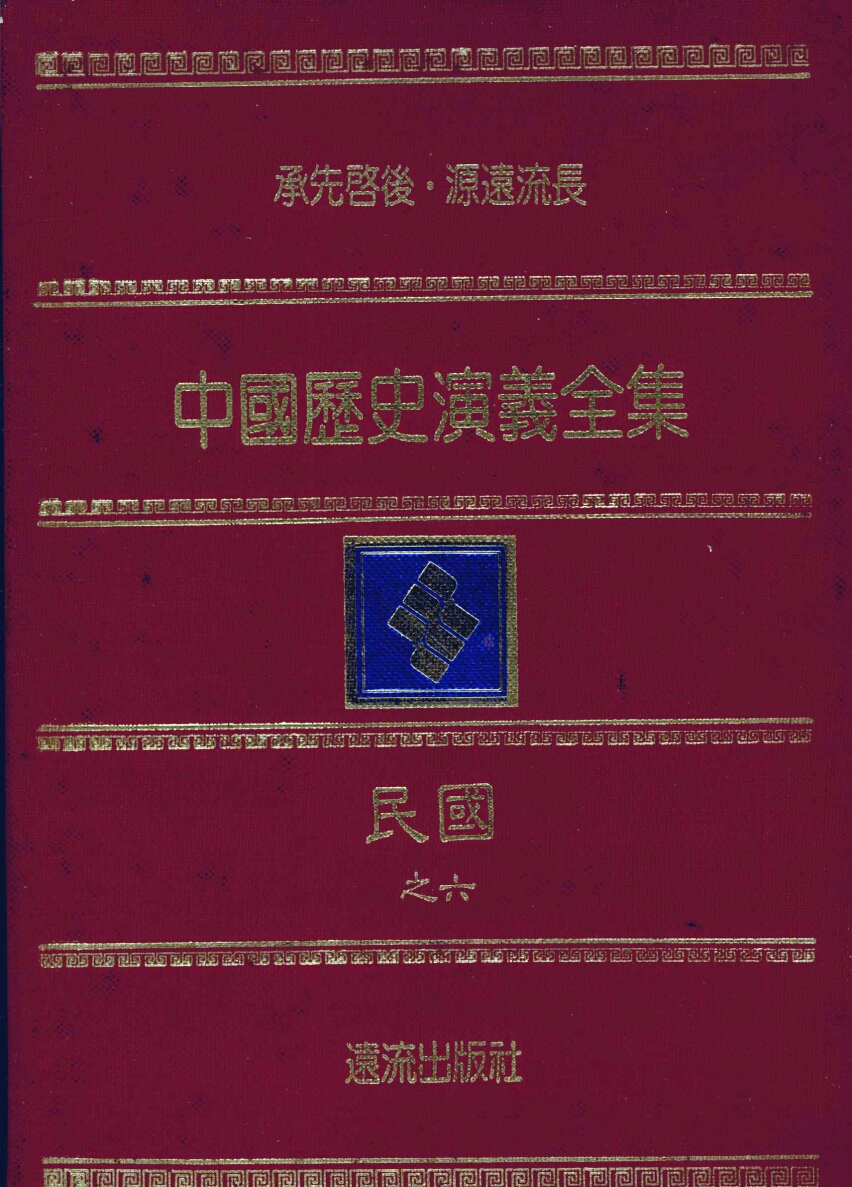 承先啓後·源遠流長
中國歷史演義全集
民國
之六
遠流出版社